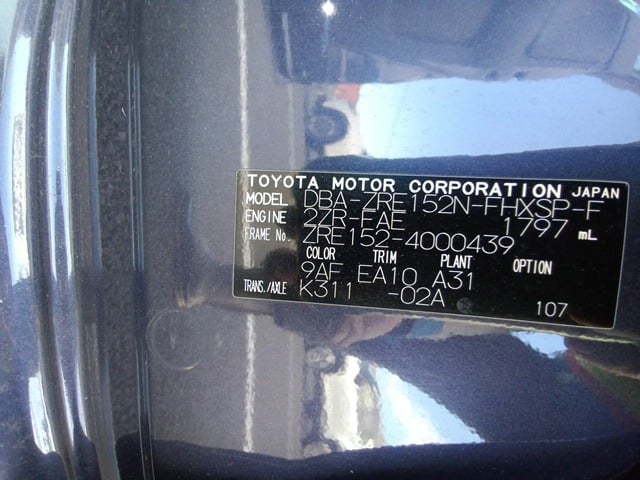 TOYOTA MOTOR CORPORATION JAPAN
MODEL DBA-ZRE152N-FHXSP-F
ENGINE 2ZR-FAE 1797 mL
FRAME No. ZRE152-4000439
COLOR TRIM PLANT OPTION
9AF EA10 A31
TRANS./AXLE K311 -02A
107